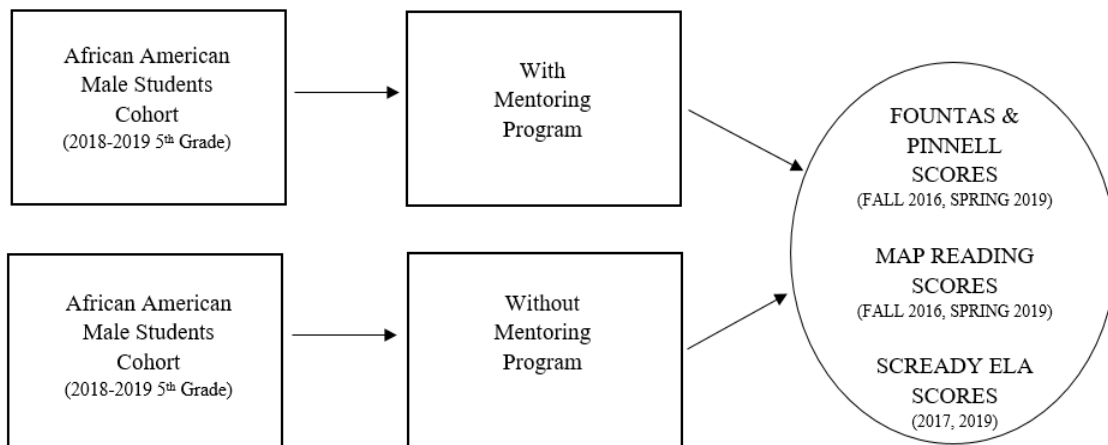 African American
Male Students
Cohort
(2018-2019 5th Grade)
With
Mentoring
Program
African American
Male Students
Cohort
(2018-2019 5th Grade)
Without
Mentoring
Program
FOUNTAS &
PINNELL
SCORES
(FALL 2016, SPRING 2019)
MAP READING
SCORES
(FALL 2016, SPRING 2019)
SCREADY ELA
SCORES
(2017, 2019)